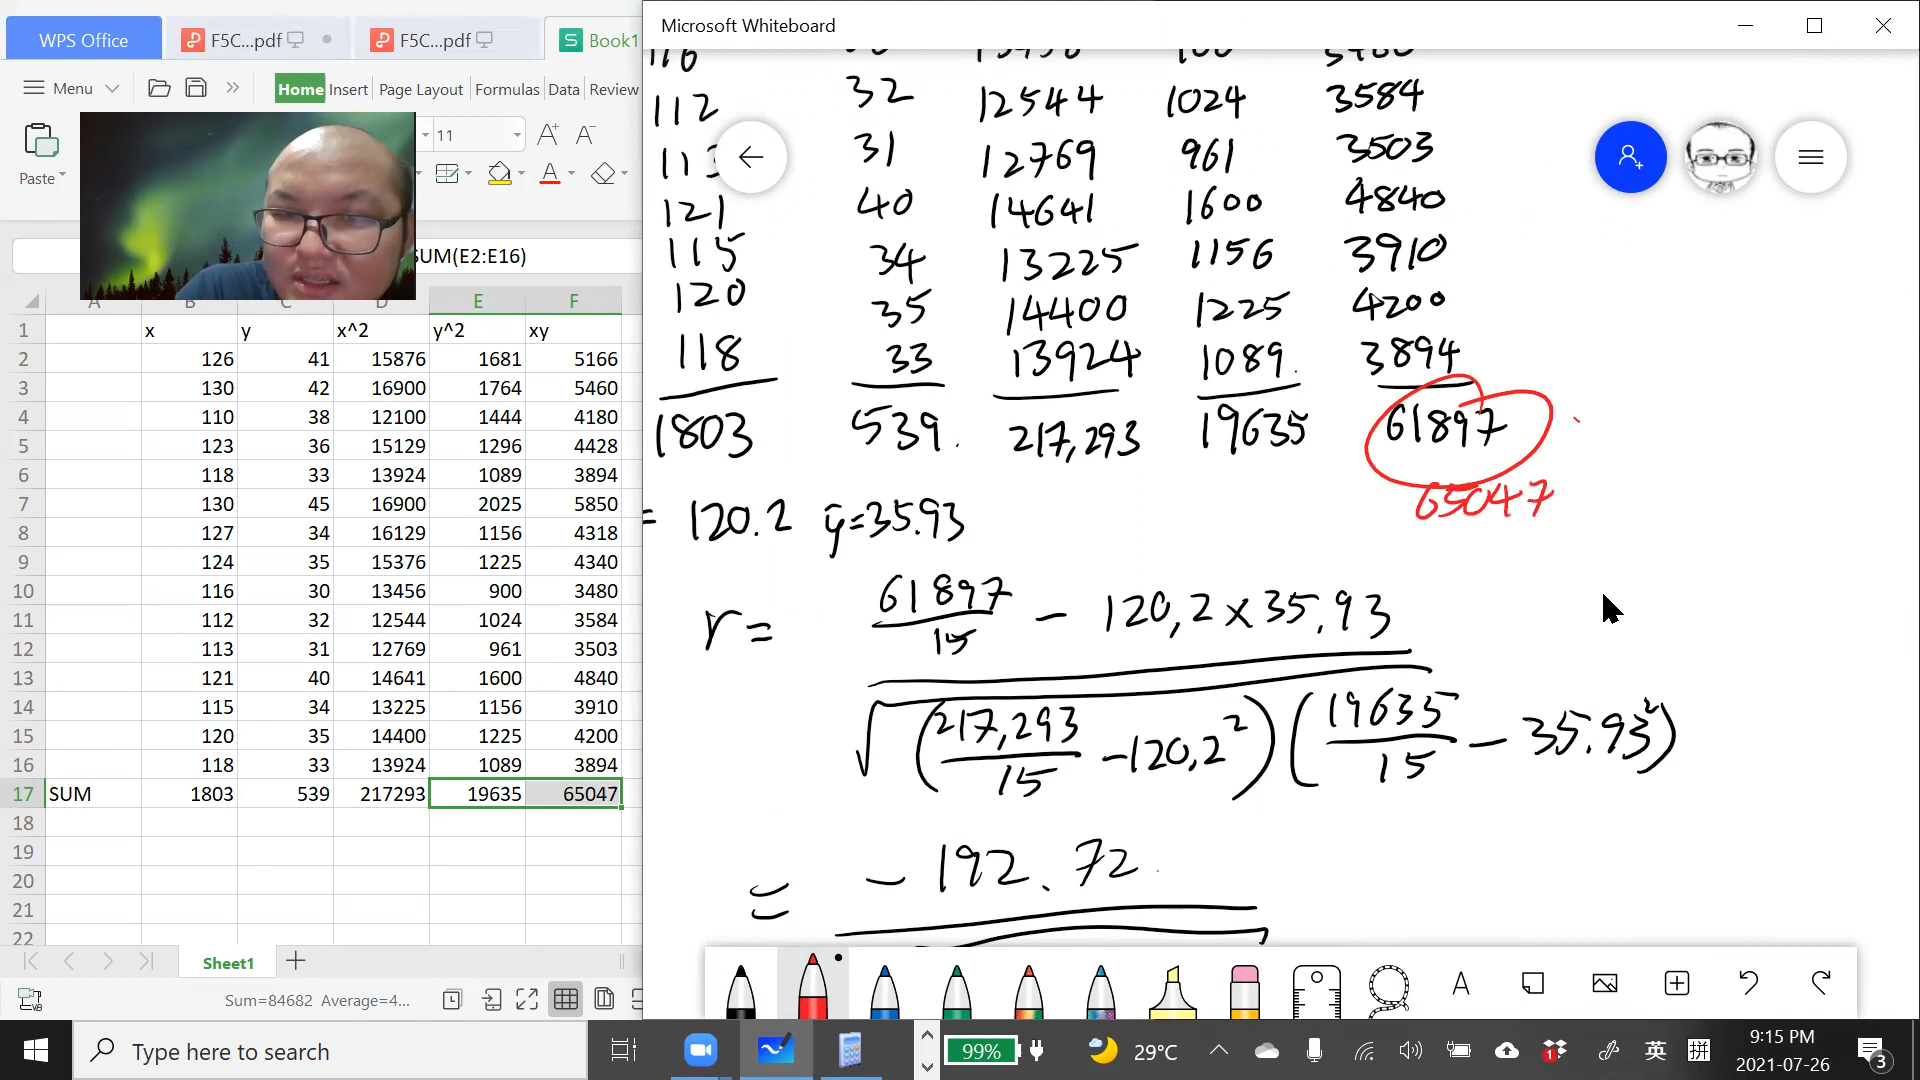 WPS Office F5C...pdf F5C...pdf Book1
Menu Home Insert Page Layout Formulas Data Review
Paste 11 A+ A-
SUM(E2:E16)
A B C D E F
1 x y x^2 y^2 xy
2 126 41 15876 1681 5166
3 130 42 16900 1764 5460
4 110 38 12100 1444 4180
5 123 36 15129 1296 4428
6 118 33 13924 1089 3894
7 130 45 16900 2025 5850
8 127 34 16129 1156 4318
9 124 35 15376 1225 4340
10 116 30 13456 900 3480
11 112 32 12544 1024 3584
12 113 31 12769 961 3503
13 121 40 14641 1600 4840
14 115 34 13225 1156 3910
15 120 35 14400 1225 4200
16 118 33 13924 1089 3894
17 SUM 1803 539 217293 19635 65047
18
19
20
21
22
Sheet1
Sum=84682 Average=4...
Microsoft Whiteboard
112 32 12544 1024 3584
113 31 12769 961 3503
121 40 14641 1600 4840
115 34 13225 1156 3910
120 35 14400 1225 4200
118 33 13924 1089 3894
1803 539 217,293 19635 61897
65047
= 120.2 ȳ=35.93
r = 61897/15 - 120.2 x 35.93
√(217,293/15 - 120.2²)(19635/15 - 35.93²)
= - 192.72
A
Type here to search
99% 29°C 1 英 拼 9:15 PM
2021-07-26 3